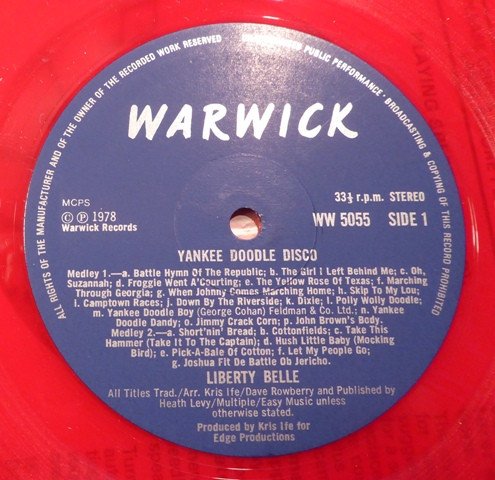 ALL RIGHTS OF THE MANUFACTURER AND OF THE OWNER OF THE RECORDED WORK RESERVED
PUBLIC PERFORMANCE · BROADCASTING & COPYING OF THIS RECORD PROHIBITED
WARWICK
MCPS
© ℗ 1978
Warwick Records
33⅓ r.p.m. STEREO
WW 5055 SIDE 1
YANKEE DOODLE DISCO
Medley 1.—a. Battle Hymn Of The Republic; b. The Girl I Left Behind Me; c. Oh,
Suzannah; d. Froggie Went A'Courting; e. The Yellow Rose Of Texas; f. Marching
Through Georgia; g. When Johnny Comes Marching Home; h. Skip To My Lou;
i. Camptown Races; j. Down By The Riverside; k. Dixie; l. Polly Wolly Doodle;
m. Yankee Doodle Boy (George Cohan) Feldman & Co. Ltd.; n. Yankee
Doodle Dandy; o. Jimmy Crack Corn; p. John Brown's Body.
Medley 2.—a. Short'nin' Bread; b. Cottonfields; c. Take This
Hammer (Take It To The Captain); d. Hush Little Baby (Mocking
Bird); e. Pick-A-Bale Of Cotton; f. Let My People Go;
g. Joshua Fit De Battle Ob Jericho.
LIBERTY BELLE
All Titles Trad./Arr. Kris Ife/Dave Rowberry and Published by
Heath Levy/Multiple/Easy Music unless
otherwise stated.
Produced by Kris Ife for
Edge Productions